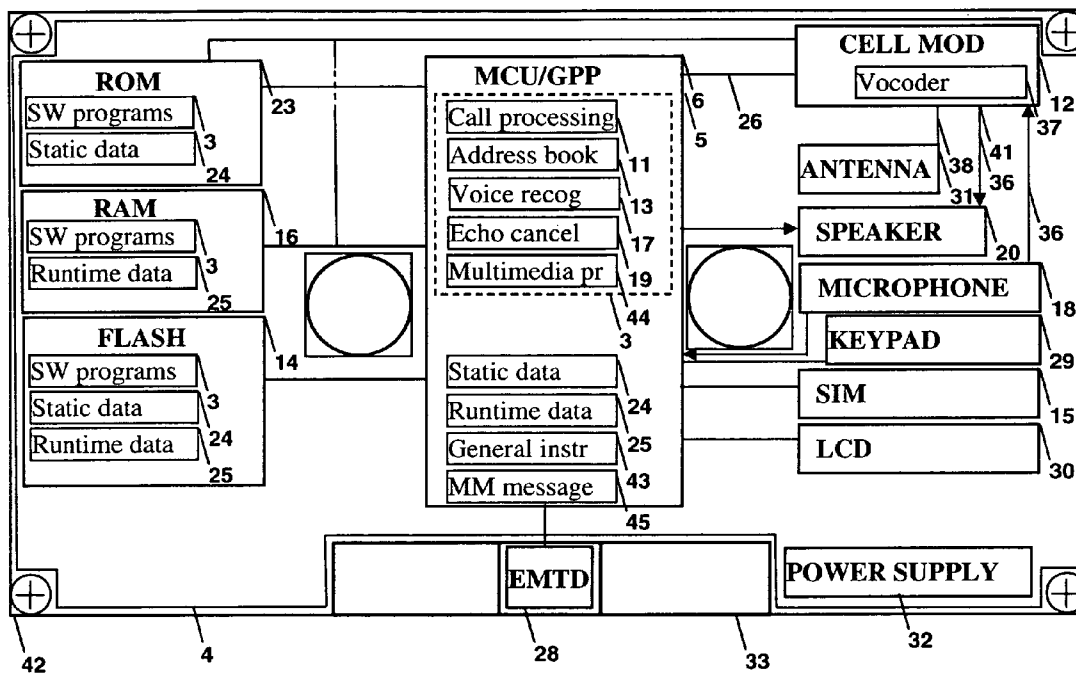 ROM
SW programs
3
Static data
24
23
RAM
SW programs
3
Runtime data
25
16
FLASH
SW programs
3
Static data
24
Runtime data
25
14
MCU/GPP
Call processing
11
Address book
13
Voice recog
17
Echo cancel
19
Multimedia pr
44
3
Static data
24
Runtime data
25
General instr
43
MM message
45
6
5
26
CELL MOD
Vocoder
12
37
38
41
36
36
ANTENNA
31
SPEAKER
20
MICROPHONE
18
KEYPAD
29
SIM
15
LCD
30
EMTD
POWER SUPPLY
42
4
28
33
32